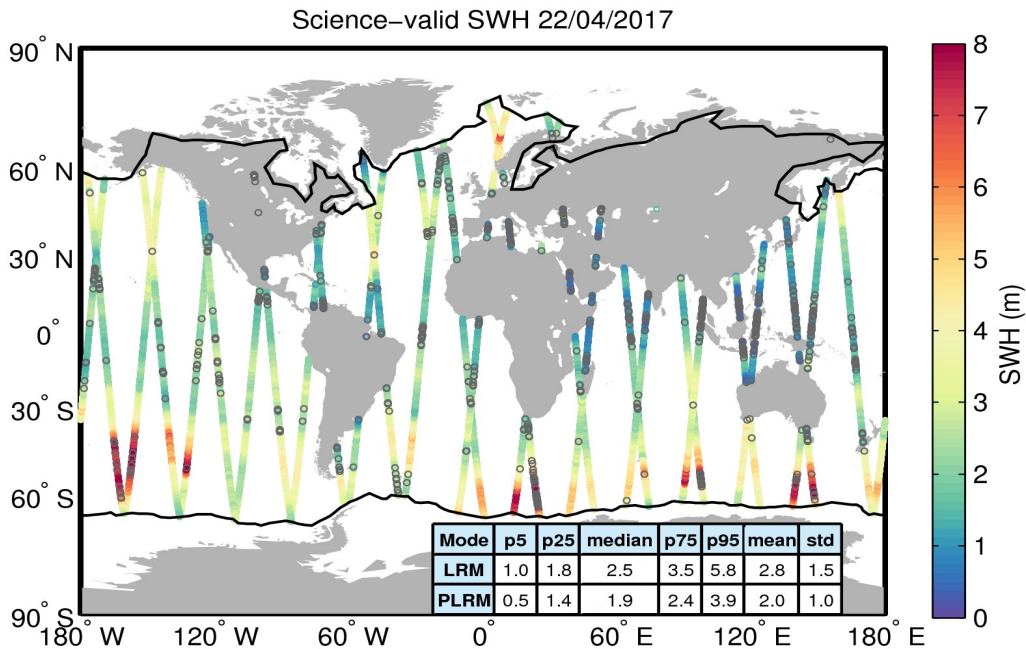 Science−valid SWH 22/04/2017
90° N
60° N
30° N
0°
30° S
60° S
90° S
180° W
120° W
60° W
0°
60° E
120° E
180° E
8
7
6
5
4
3
2
1
0
SWH (m)
Mode p5 p25 median p75 p95 mean std
LRM 1.0 1.8 2.5 3.5 5.8 2.8 1.5
PLRM 0.5 1.4 1.9 2.4 3.9 2.0 1.0